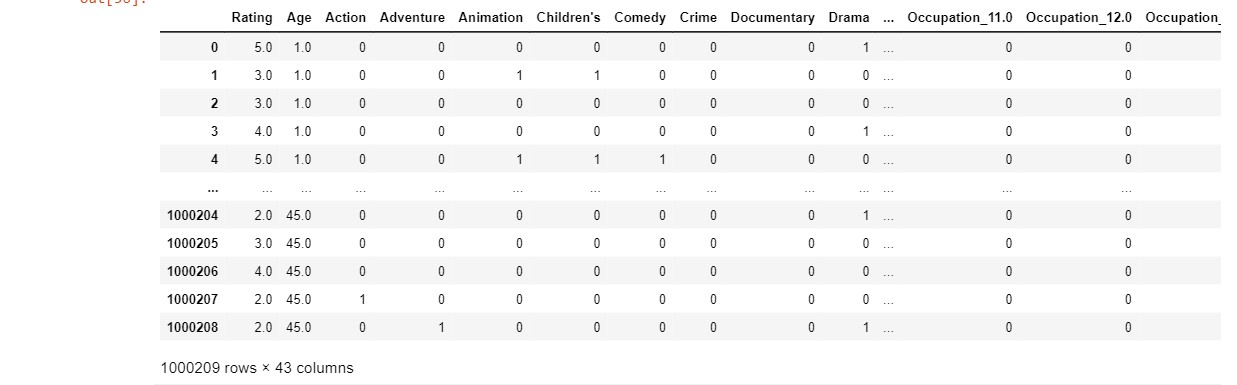 Rating Age Action Adventure Animation Children's Comedy Crime Documentary Drama ... Occupation_11.0 Occupation_12.0 Occupation_
0 5.0 1.0 0 0 0 0 0 0 0 1 ... 0 0
1 3.0 1.0 0 0 1 1 0 0 0 0 ... 0 0
2 3.0 1.0 0 0 0 0 0 0 0 0 ... 0 0
3 4.0 1.0 0 0 0 0 0 0 0 1 ... 0 0
4 5.0 1.0 0 0 1 1 1 0 0 0 ... 0 0
... ... ... ... ... ... ... ... ... ... ... ... ... ...
1000204 2.0 45.0 0 0 0 0 0 0 0 1 ... 0 0
1000205 3.0 45.0 0 0 0 0 0 0 0 0 ... 0 0
1000206 4.0 45.0 0 0 0 0 0 0 0 0 ... 0 0
1000207 2.0 45.0 1 0 0 0 0 0 0 0 ... 0 0
1000208 2.0 45.0 0 1 0 0 0 0 0 1 ... 0 0
1000209 rows × 43 columns